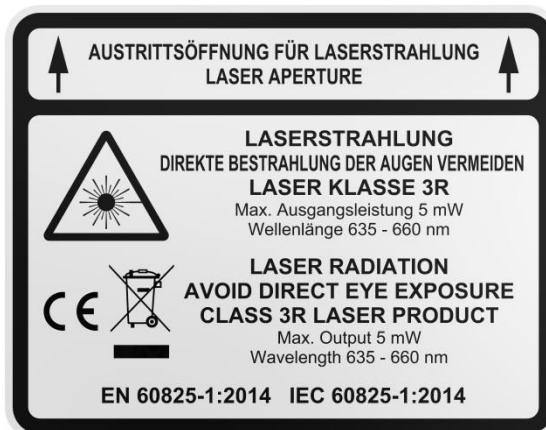 AUSTRITTSÖFFNUNG FÜR LASERSTRAHLUNG
LASER APERTURE
LASERSTRAHLUNG
DIREKTE BESTRAHLUNG DER AUGEN VERMEIDEN
LASER KLASSE 3R
Max. Ausgangsleistung 5 mW
Wellenlänge 635 - 660 nm
CE
LASER RADIATION
AVOID DIRECT EYE EXPOSURE
CLASS 3R LASER PRODUCT
Max. Output 5 mW
Wavelength 635 - 660 nm
EN 60825-1:2014 IEC 60825-1:2014